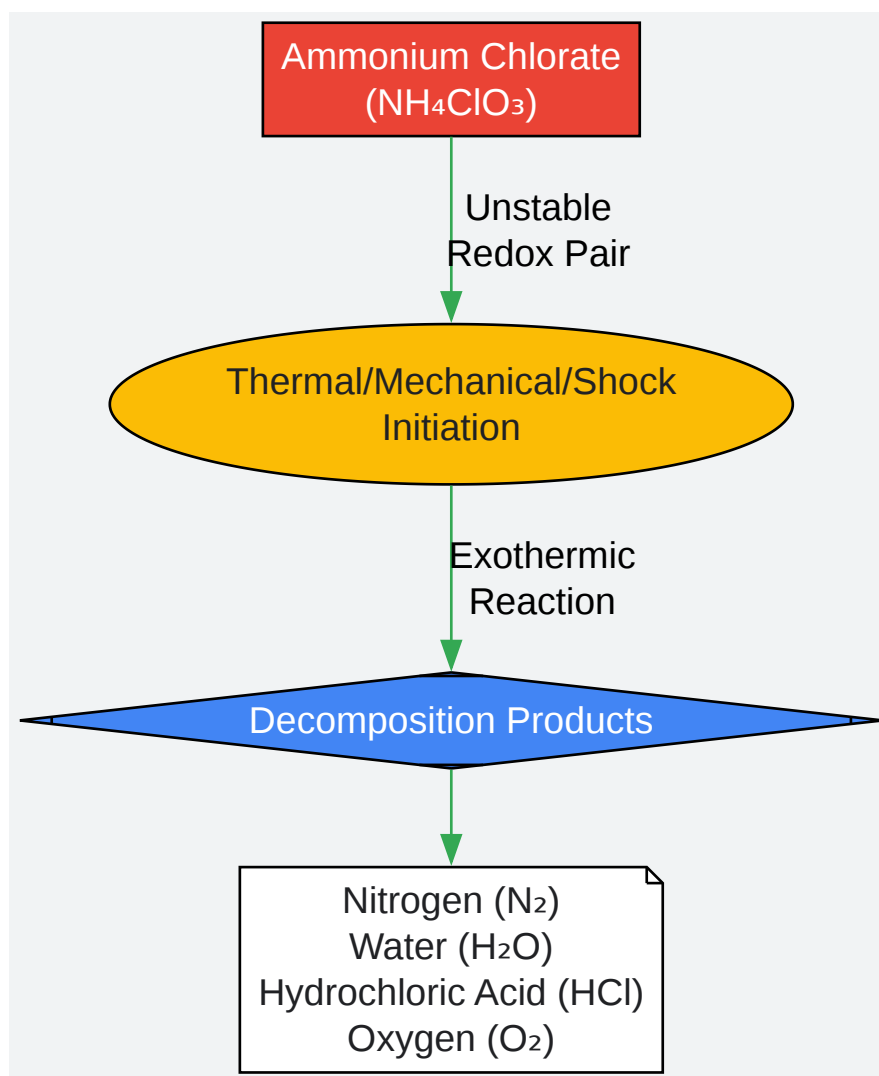 Ammonium Chlorate
(NH₄ClO₃)
Unstable
Redox Pair
Thermal/Mechanical/Shock
Initiation
Exothermic
Reaction
Decomposition Products
Nitrogen (N₂)
Water (H₂O)
Hydrochloric Acid (HCl)
Oxygen (O₂)